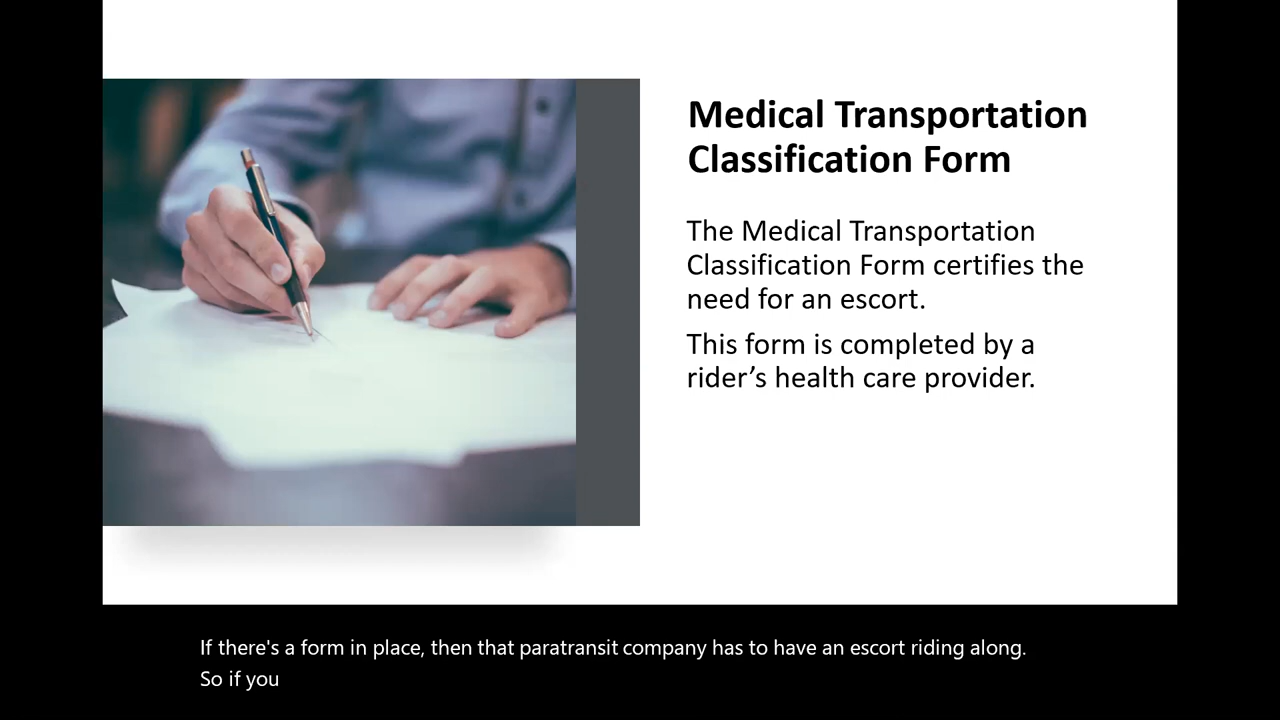 Medical Transportation
Classification Form
The Medical Transportation
Classification Form certifies the
need for an escort.
This form is completed by a
rider’s health care provider.
If there's a form in place, then that paratransit company has to have an escort riding along.
So if you